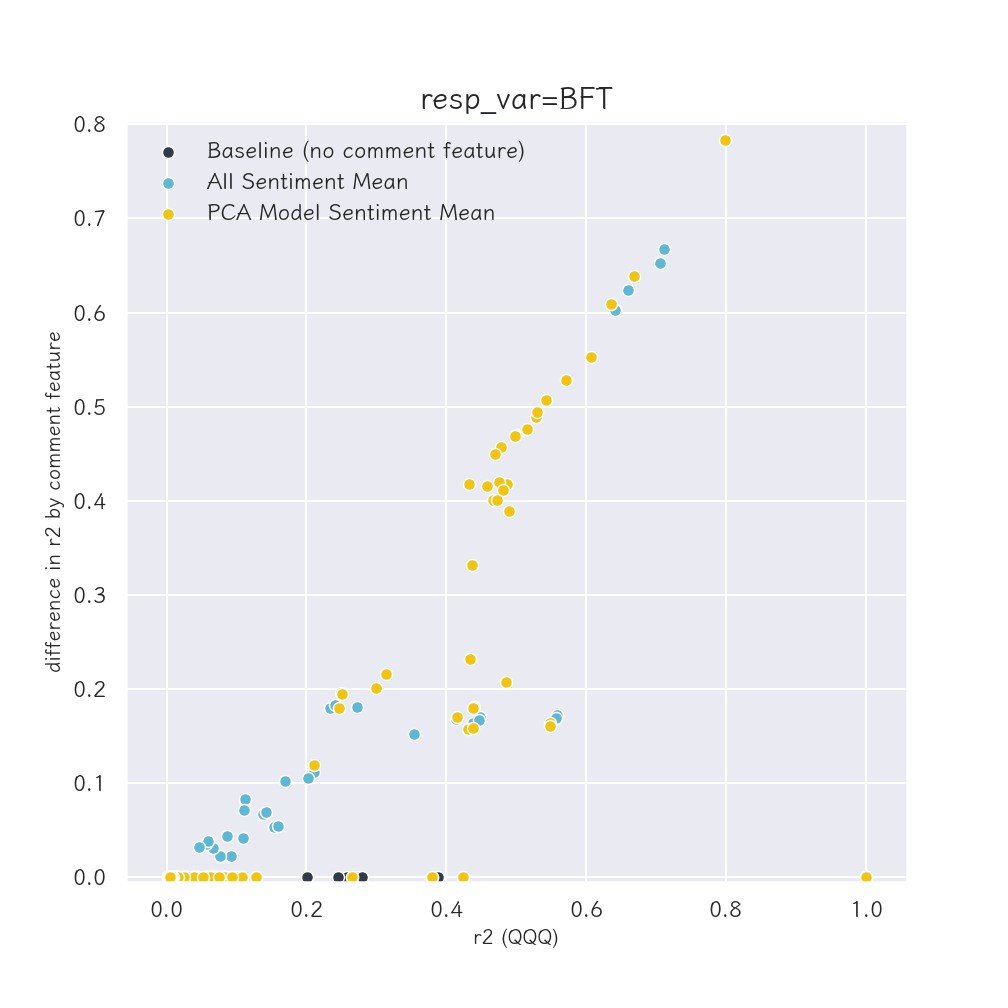 resp_var=BFT
0.8
Baseline (no comment feature)
All Sentiment Mean
PCA Model Sentiment Mean
0.7
0.6
0.5
0.4
0.3
0.2
0.1
0.0
difference in r2 by comment feature
0.0 0.2 0.4 0.6 0.8 1.0
r2 (QQQ)